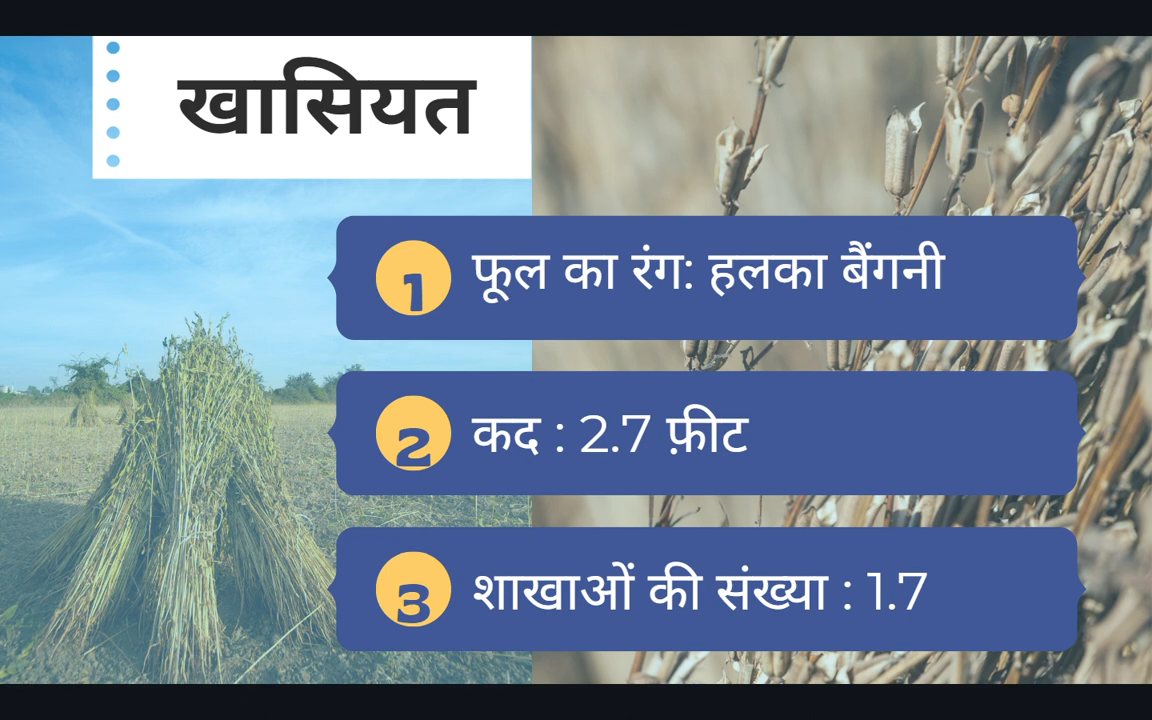 खासियत
1 फूल का रंग: हलका बैंगनी
2 कद : 2.7 फ़ीट
3 शाखाओं की संख्या : 1.7